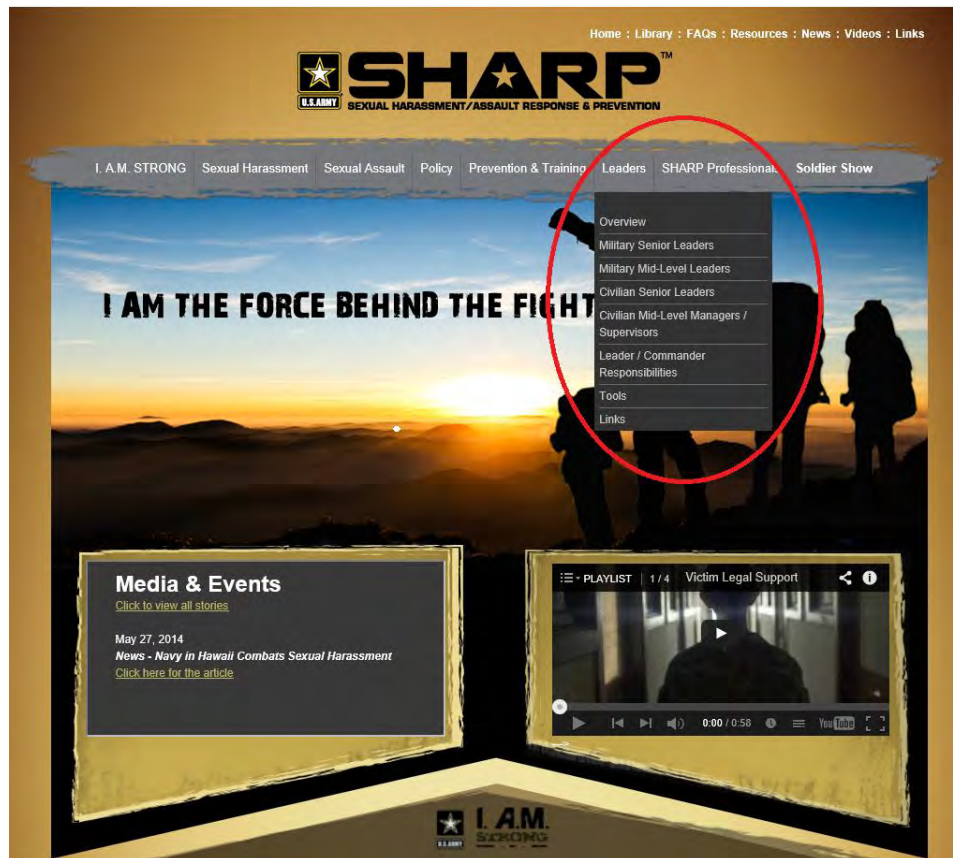 Home : Library : FAQs : Resources : News : Videos : Links
U.S.ARMY
SHARP™
SEXUAL HARASSMENT/ASSAULT RESPONSE & PREVENTION
I. A.M. STRONG Sexual Harassment Sexual Assault Policy Prevention & Training Leaders SHARP Professionals Soldier Show
Overview
Military Senior Leaders
Military Mid-Level Leaders
Civilian Senior Leaders
Civilian Mid-Level Managers /
Supervisors
Leader / Commander
Responsibilities
Tools
Links
I AM THE FORCE BEHIND THE FIGHT
Media & Events
Click to view all stories
May 27, 2014
News - Navy in Hawaii Combats Sexual Harassment
Click here for the article
PLAYLIST 1 / 4 Victim Legal Support
0:00 / 0:58 YouTube
U.S.ARMY
I. A.M.
STRONG